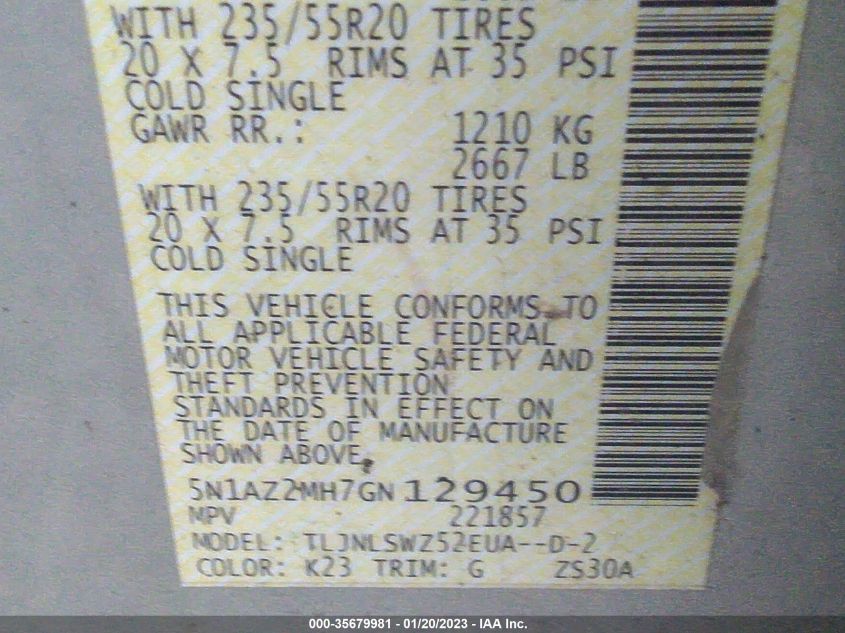 WITH 235/55R20 TIRES
20 X 7.5 RIMS AT 35 PSI
COLD SINGLE
GAWR RR.: 1210 KG
2667 LB
WITH 235/55R20 TIRES
20 X 7.5 RIMS AT 35 PSI
COLD SINGLE
THIS VEHICLE CONFORMS TO
ALL APPLICABLE FEDERAL
MOTOR VEHICLE SAFETY AND
THEFT PREVENTION
STANDARDS IN EFFECT ON
THE DATE OF MANUFACTURE
SHOWN ABOVE.
5N1AZ2MH7GN129450
MPV 221857
MODEL: TLJNLSWZ52EUA--D-2
COLOR: K23 TRIM: G ZS30A
000-35679981 - 01/20/2023 - IAA Inc.